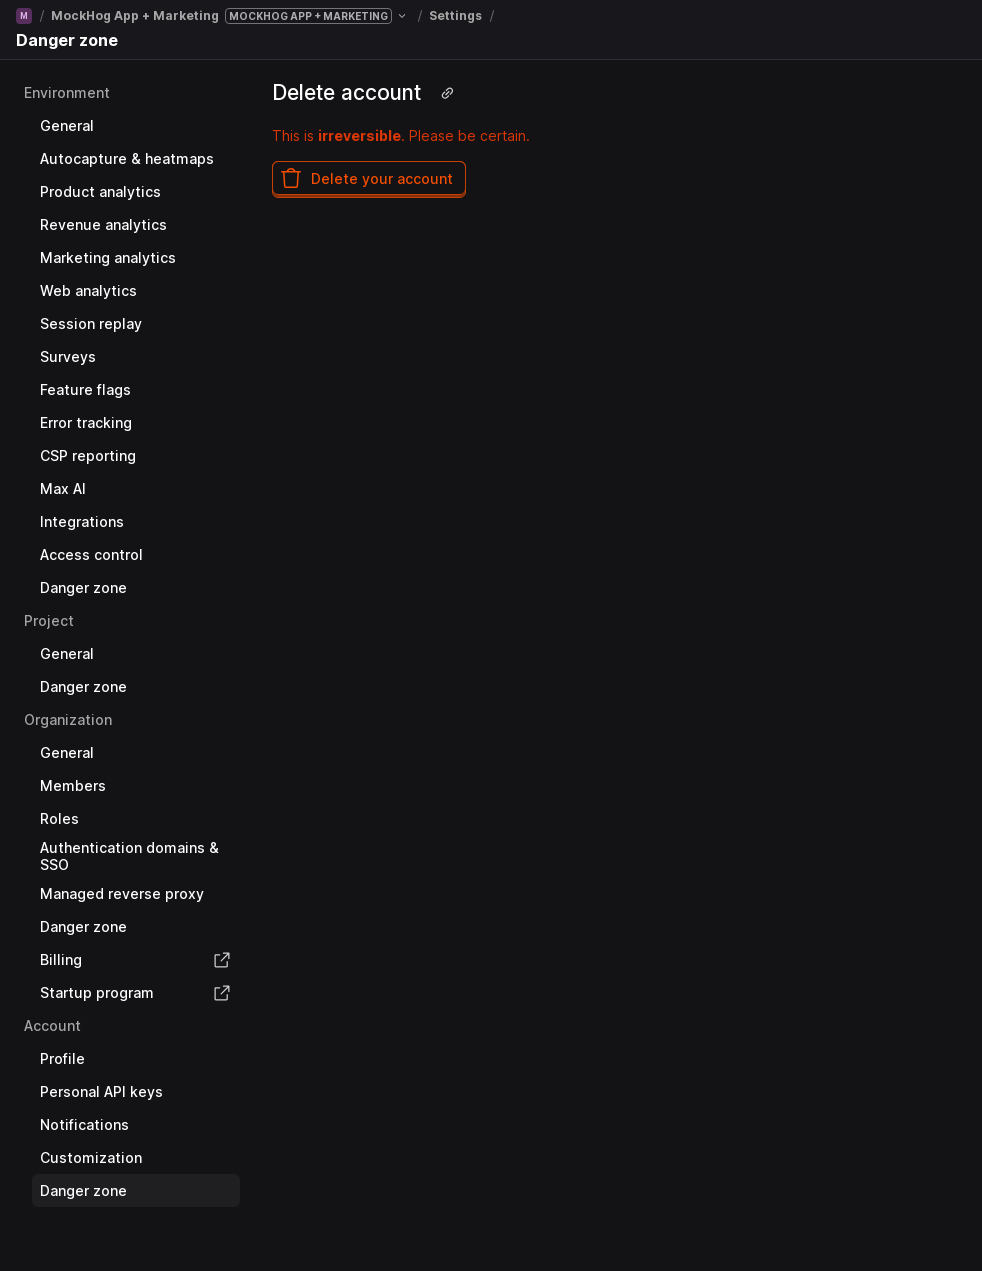 M / MockHog App + Marketing MOCKHOG APP + MARKETING / Settings /
Danger zone
Environment
General
Autocapture & heatmaps
Product analytics
Revenue analytics
Marketing analytics
Web analytics
Session replay
Surveys
Feature flags
Error tracking
CSP reporting
Max AI
Integrations
Access control
Danger zone
Project
General
Danger zone
Organization
General
Members
Roles
Authentication domains &
SSO
Managed reverse proxy
Danger zone
Billing
Startup program
Account
Profile
Personal API keys
Notifications
Customization
Danger zone
Delete account
This is irreversible. Please be certain.
Delete your account